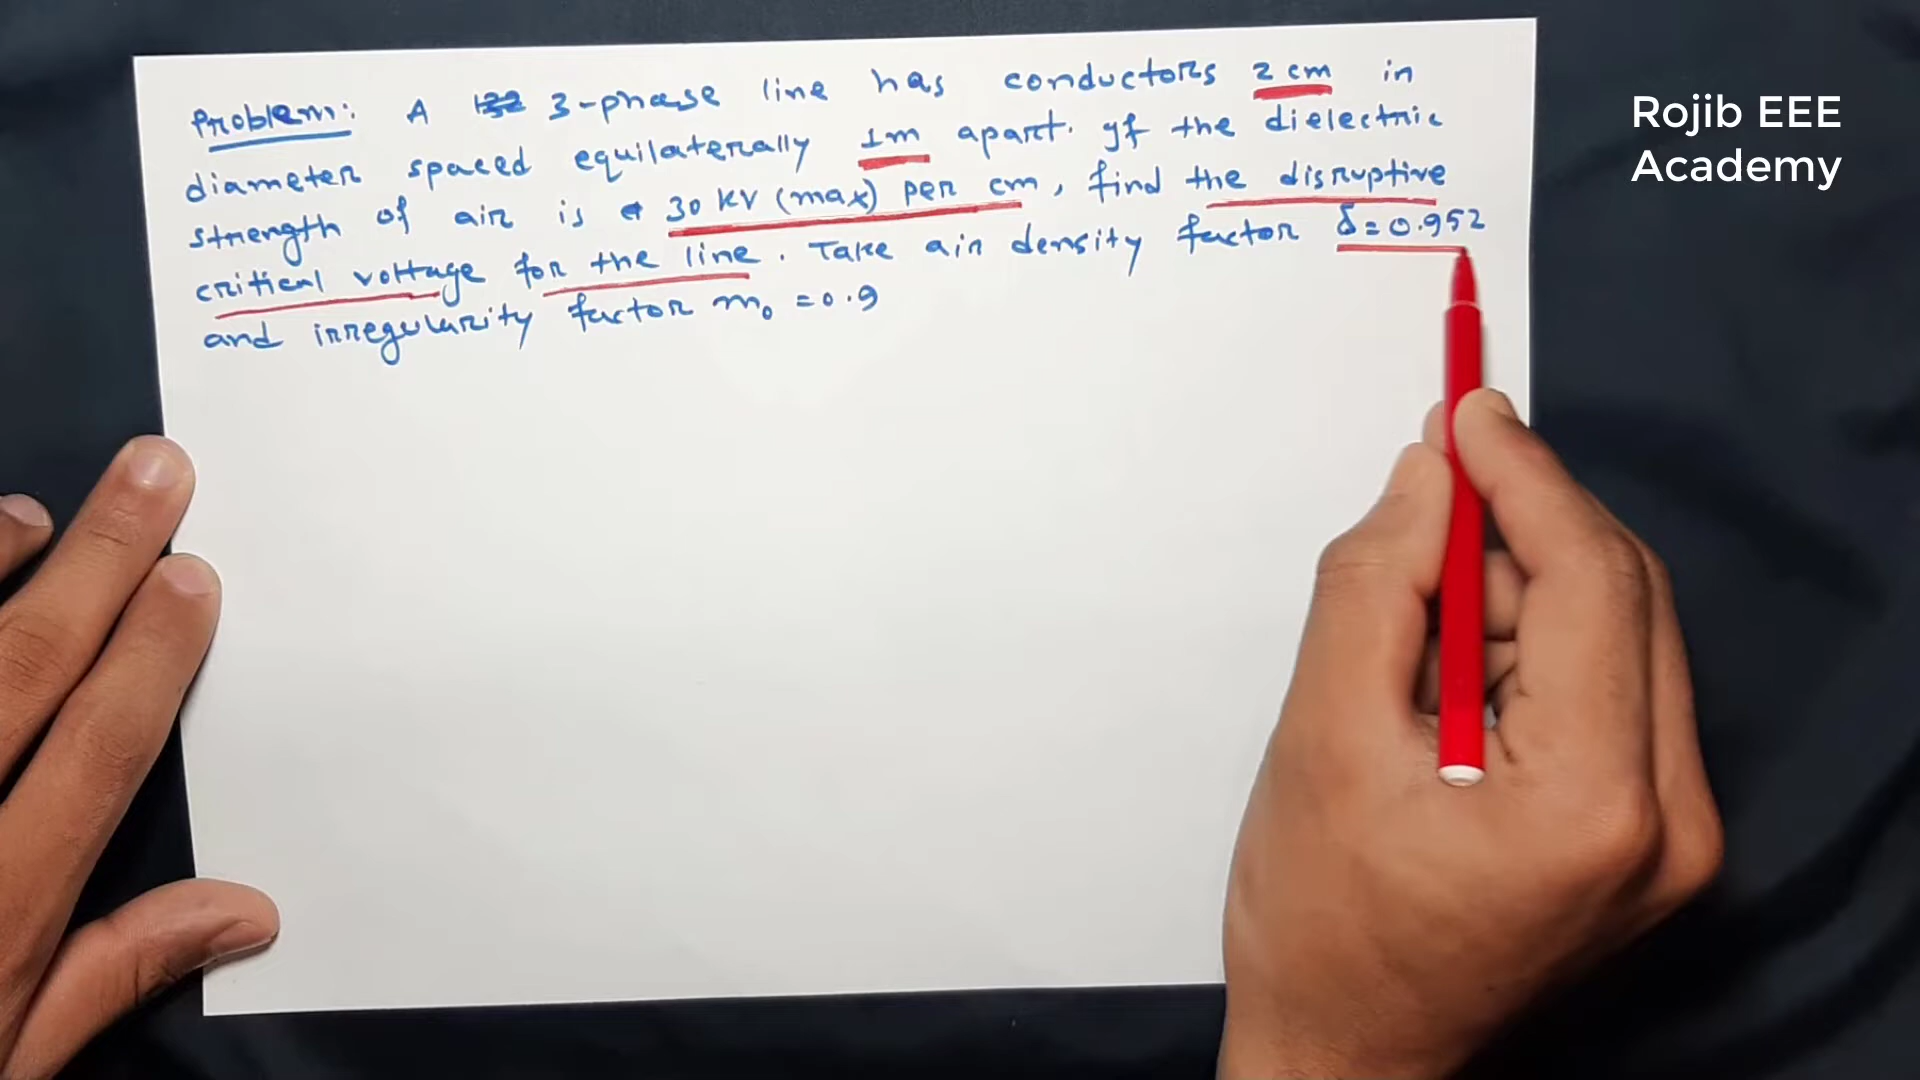 Problem: A 3-phase line has conductors 2 cm in
diameter spaced equilaterally 1m apart. If the dielectric
strength of air is 30 kV (max) per cm, find the disruptive
critical voltage for the line. Take air density factor δ=0.952
and irregularity factor m₀ =0.9
Rojib EEE
Academy